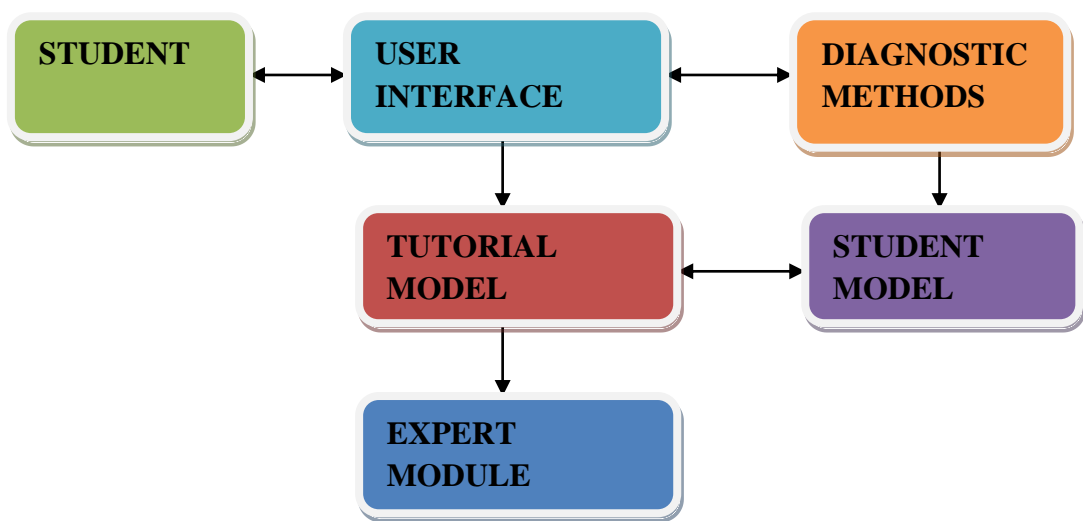 STUDENT
USER
INTERFACE
DIAGNOSTIC
METHODS
TUTORIAL
MODEL
STUDENT
MODEL
EXPERT
MODULE